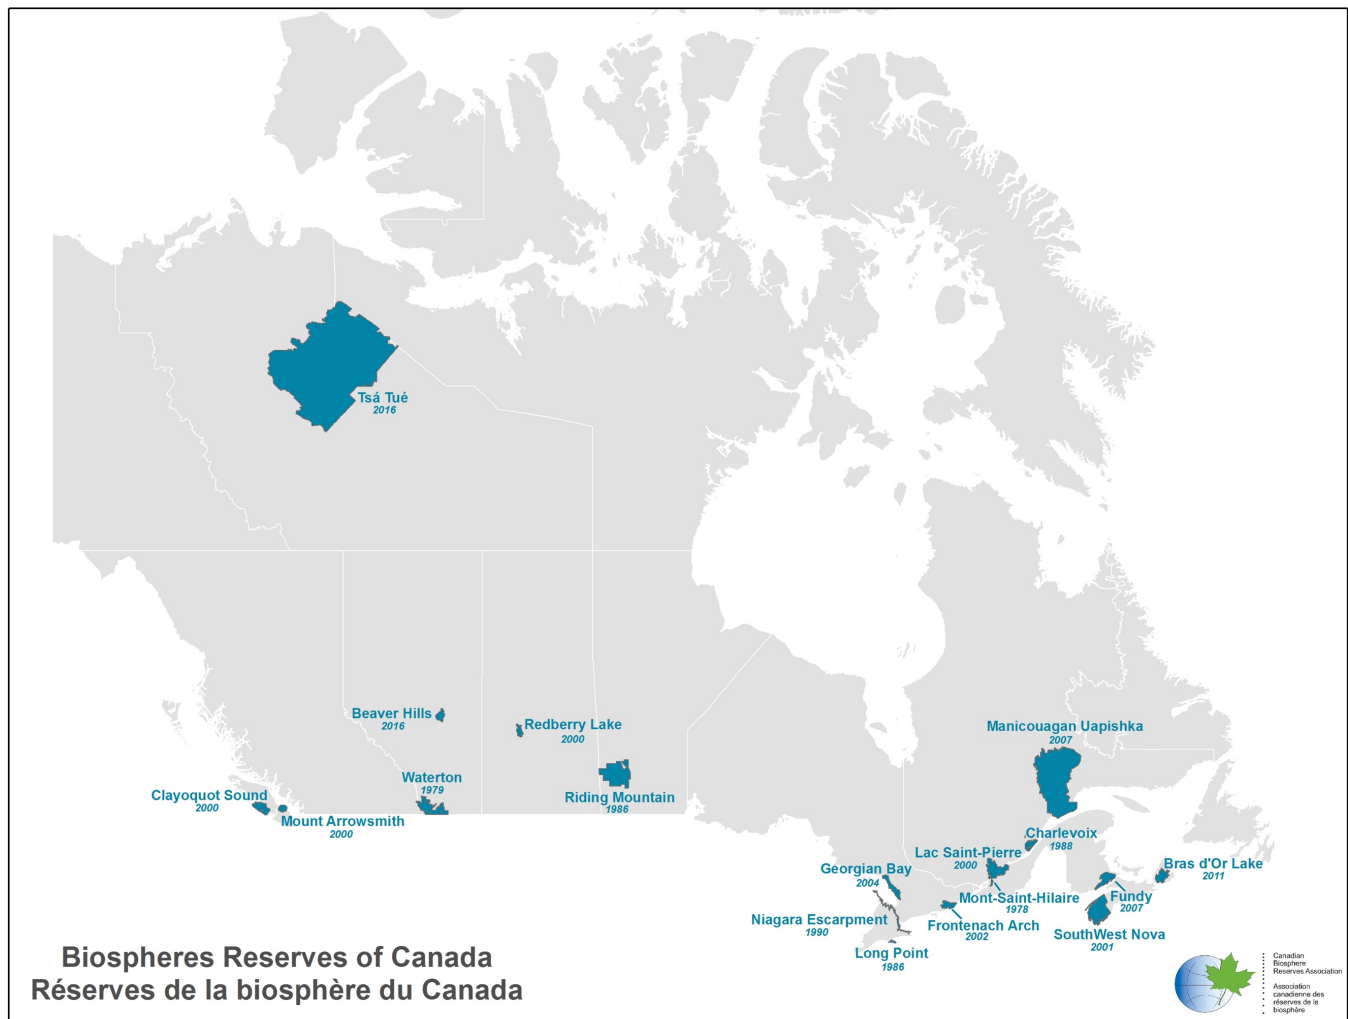 Tsá Tué
2016
Beaver Hills
2016
Redberry Lake
2000
Manicouagan Uapishka
2007
Waterton
1979
Clayoquot Sound
2000
Riding Mountain
1986
Mount Arrowsmith
2000
Charlevoix
1988
Lac Saint-Pierre
2000
Georgian Bay
2004
Bras d'Or Lake
2011
Mont-Saint-Hilaire
1978
Fundy
2007
Niagara Escarpment
1990
Frontenach Arch
2002
SouthWest Nova
2001
Long Point
1986
Biospheres Reserves of Canada
Réserves de la biosphère du Canada
Canadian
Biosphere
Reserves Association
Association
canadienne des
réserves de la
biosphère